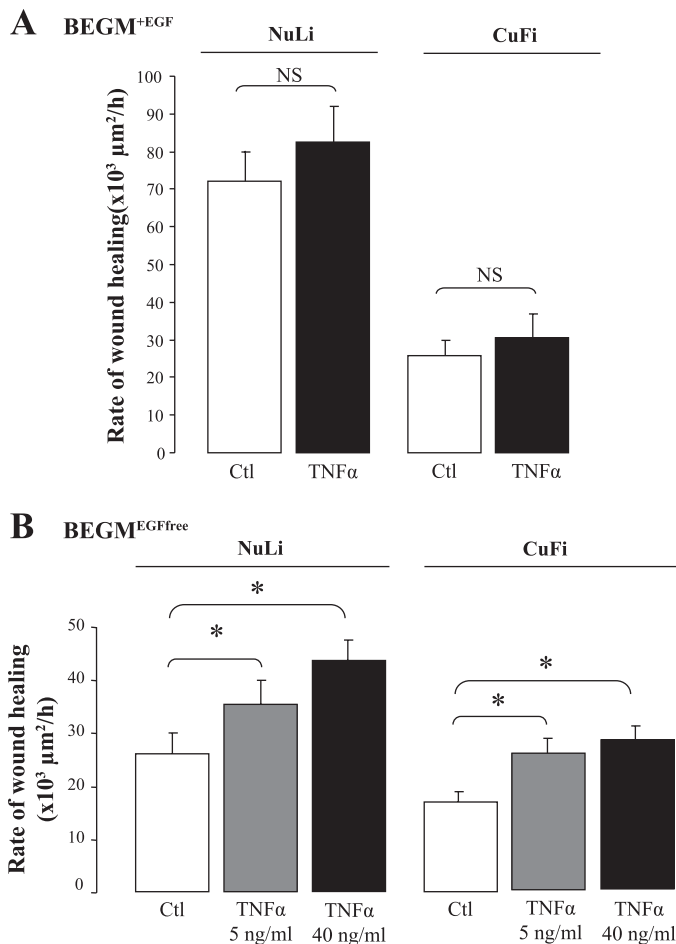 A BEGM+EGF
NuLi CuFi
Rate of wound healing(x10³ µm²/h)
100
90
80
70
60
50
40
30
20
10
0
NS
NS
Ctl TNFα Ctl TNFα
B BEGMEGFfree
NuLi CuFi
Rate of wound healing
(x10³ µm²/h)
50
40
30
20
10
0
*
*
*
*
Ctl TNFα TNFα Ctl TNFα TNFα
5 ng/ml 40 ng/ml 5 ng/ml 40 ng/ml